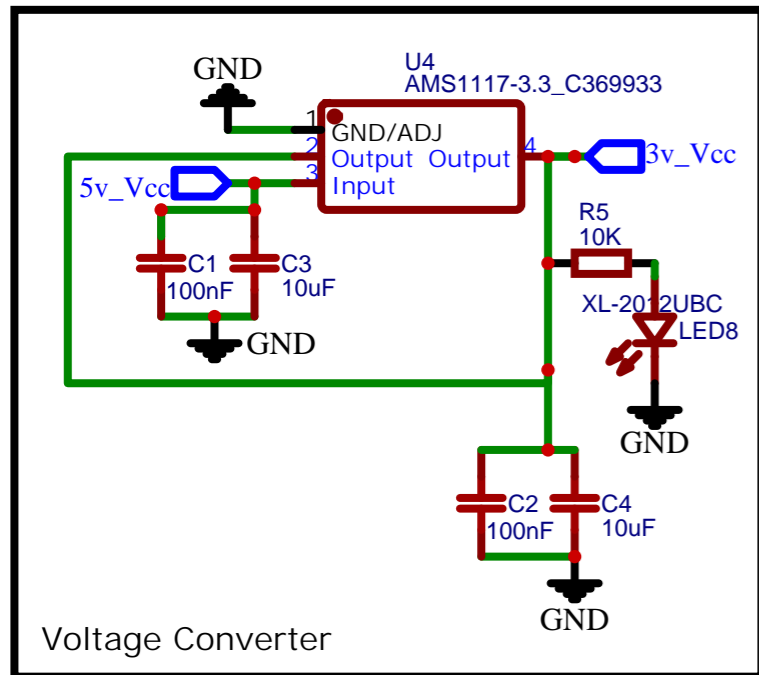 U4
AMS1117-3.3_C369933
GND
1
GND/ADJ
2
Output
Output
4
3v_Vcc
5v_Vcc
3
Input
R5
10K
C1
100nF
C3
10uF
XL-2012UBC
LED8
GND
GND
C2
100nF
C4
10uF
GND
Voltage Converter